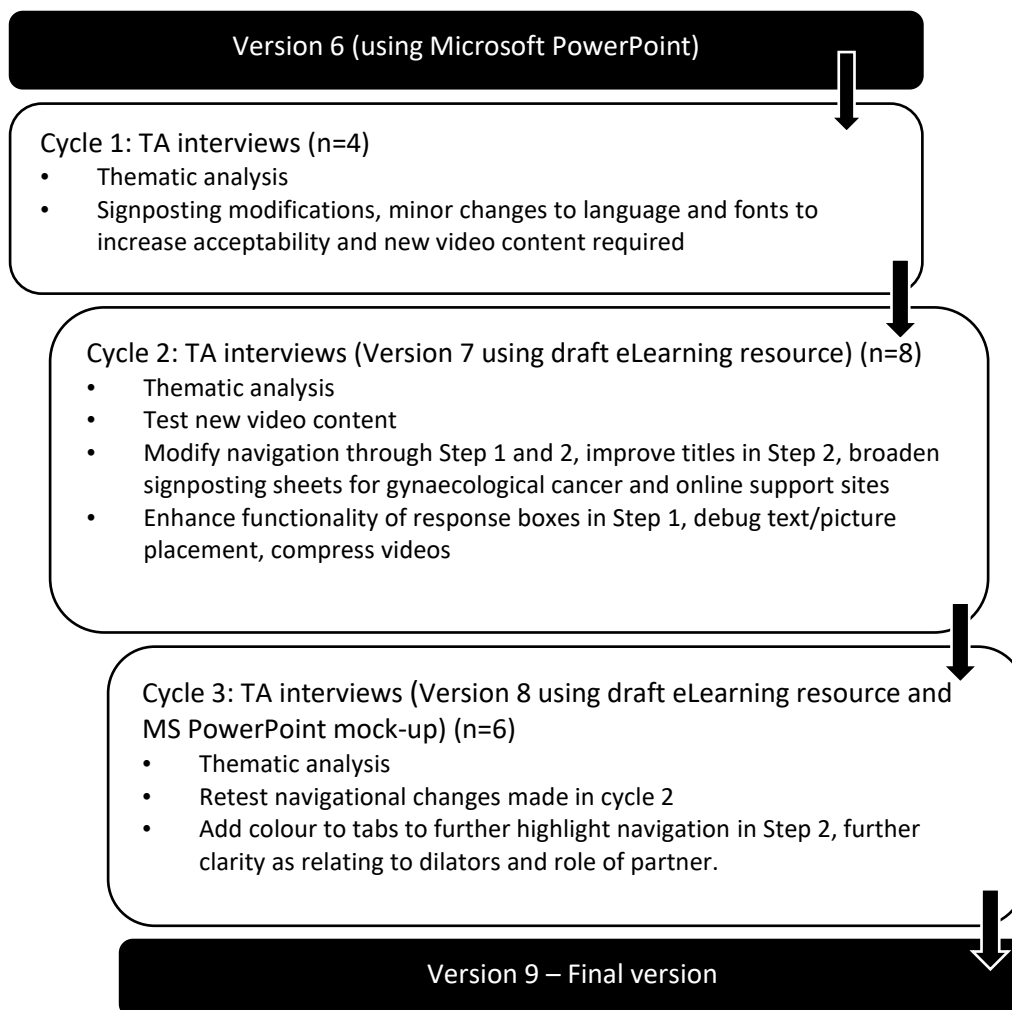 Version 6 (using Microsoft PowerPoint)
Cycle 1: TA interviews (n=4)
• Thematic analysis
• Signposting modifications, minor changes to language and fonts to
increase acceptability and new video content required
Cycle 2: TA interviews (Version 7 using draft eLearning resource) (n=8)
• Thematic analysis
• Test new video content
• Modify navigation through Step 1 and 2, improve titles in Step 2, broaden
signposting sheets for gynaecological cancer and online support sites
• Enhance functionality of response boxes in Step 1, debug text/picture
placement, compress videos
Cycle 3: TA interviews (Version 8 using draft eLearning resource and
MS PowerPoint mock-up) (n=6)
• Thematic analysis
• Retest navigational changes made in cycle 2
• Add colour to tabs to further highlight navigation in Step 2, further
clarity as relating to dilators and role of partner.
Version 9 – Final version